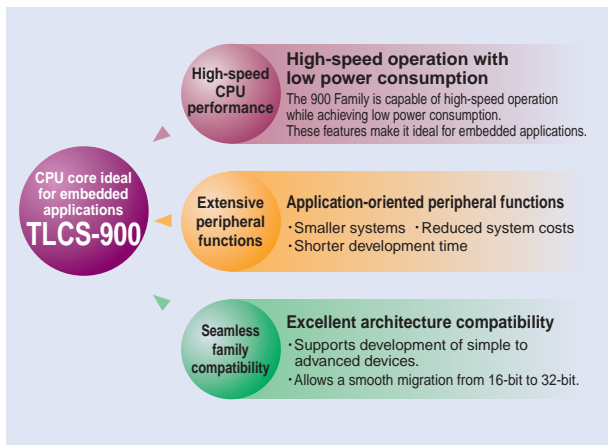 High-speed
CPU
performance
High-speed operation with
low power consumption
The 900 Family is capable of high-speed operation
while achieving low power consumption.
These features make it ideal for embedded applications.
CPU core ideal
for embedded
applications
TLCS-900
Extensive
peripheral
functions
Application-oriented peripheral functions
・Smaller systems ・Reduced system costs
・Shorter development time
Seamless
family
compatibility
Excellent architecture compatibility
・Supports development of simple to
advanced devices.
・Allows a smooth migration from 16-bit to 32-bit.